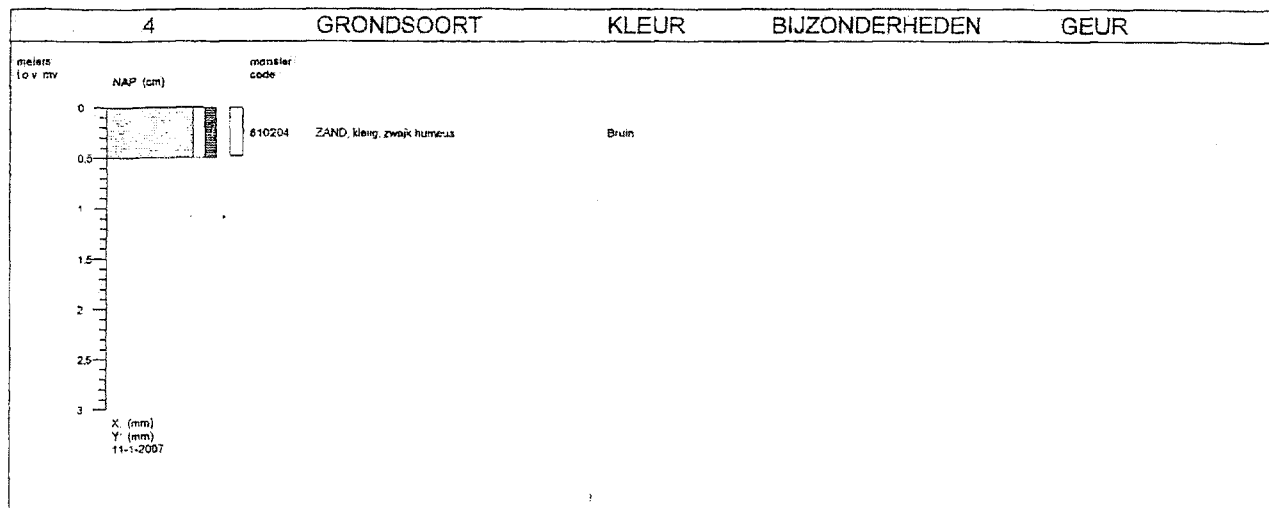 4 GRONDSOORT KLEUR BIJZONDERHEDEN GEUR
meters monster
t.o.v. mv code
NAP (cm)
0
610204 ZAND, kleiig, zwak humeus Bruin
0.5
1
1.5
2
2.5
3
X: (mm)
Y: (mm)
11-1-2007